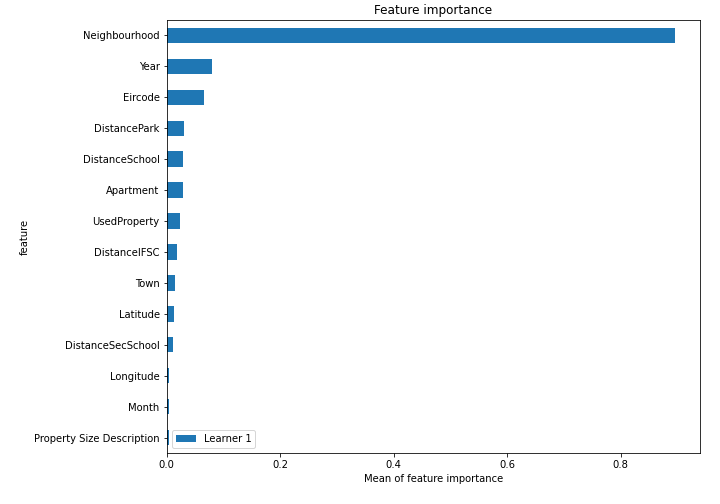 Feature importance
Neighbourhood
Year
Eircode
DistancePark
DistanceSchool
Apartment
UsedProperty
DistanceIFSC
Town
Latitude
DistanceSecSchool
Longitude
Month
Property Size Description
feature
Learner 1
0.0 0.2 0.4 0.6 0.8
Mean of feature importance